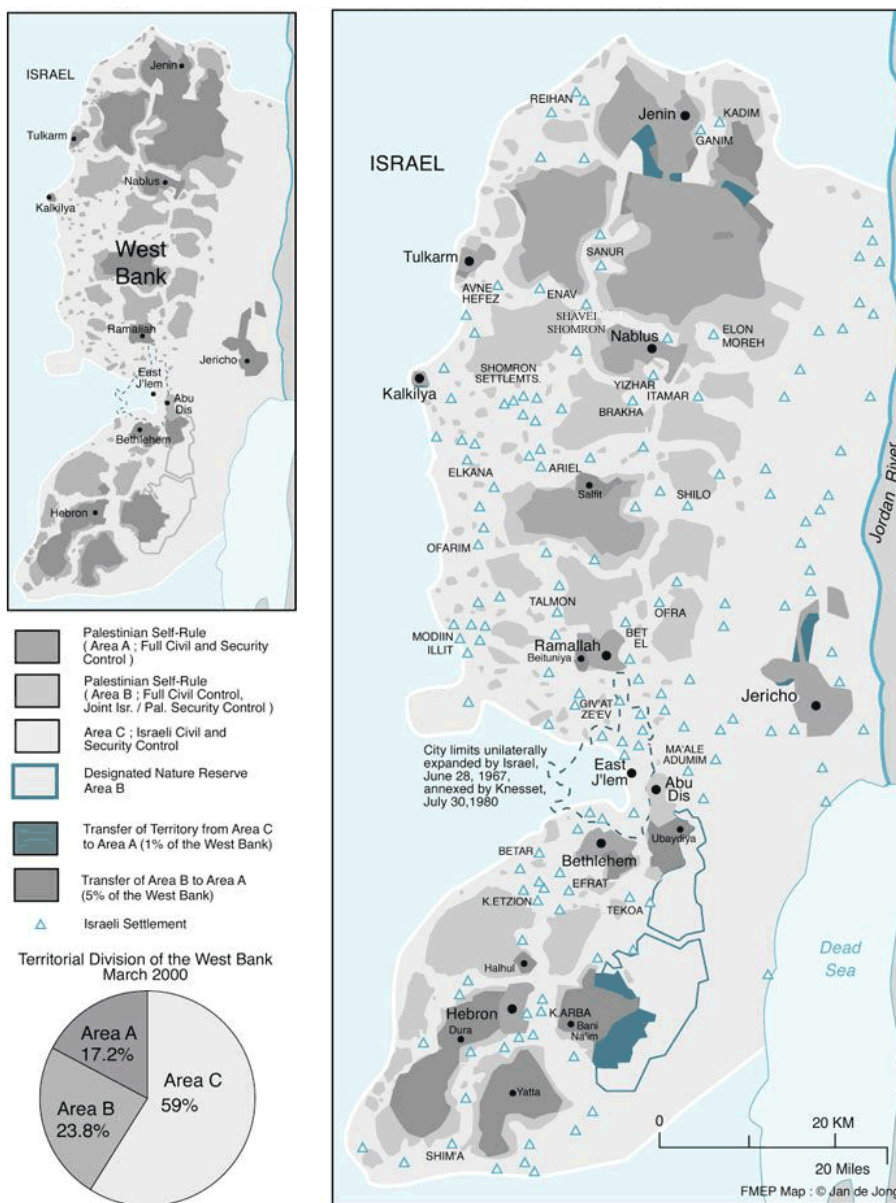 ISRAEL
Jenin
Tulkarm
Nablus
Kalkilya
West
Bank
Ramallah
Jericho
East
J'lem
Abu
Dis
Bethlehem
Hebron
Palestinian Self-Rule
( Area A ; Full Civil and Security
Control )
Palestinian Self-Rule
( Area B ; Full Civil Control,
Joint Isr. / Pal. Security Control )
Area C ; Israeli Civil and
Security Control
Designated Nature Reserve
Area B
Transfer of Territory from Area C
to Area A (1% of the West Bank)
Transfer of Area B to Area A
(5% of the West Bank)
Israeli Settlement
Territorial Division of the West Bank
March 2000
Area A
17.2%
Area C
59%
Area B
23.8%
REIHAN
Jenin
KADIM
GANIM
ISRAEL
Tulkarm
SANUR
AVNE
HEFEZ
ENAV
SHAVEI
SHOMRON
Nablus
ELON
MOREH
SHOMRON
SETTLEMTS.
Kalkilya
YIZHAR
ITAMAR
BRAKHA
ELKANA
ARIEL
Salfit
SHILO
Jordan River
OFARIM
TALMON
OFRA
MODIIN
ILLIT
Ramallah
BET
EL
Beituniya
Jericho
GIV'AT
ZE'EV
City limits unilaterally
expanded by Israel,
June 28, 1967,
annexed by Knesset,
July 30,1980
East
J'lem
MA'ALE
ADUMIM
Abu
Dis
Ubaydiya
BETAR
Bethlehem
EFRAT
K.ETZION
TEKOA
Dead
Sea
Halhul
Hebron
K.ARBA
Dura
Bani
Na'im
Yatta
SHIM'A
0
20 KM
20 Miles
FMEP Map : © Jan de Jong